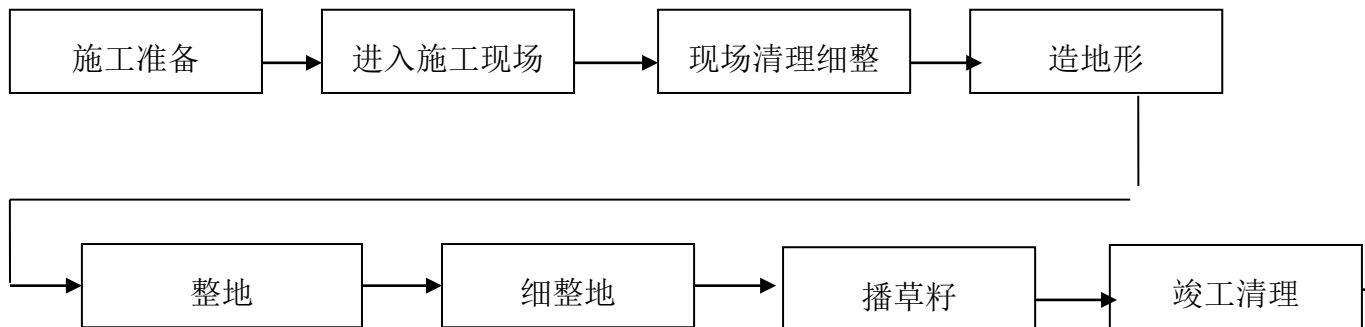 施工准备
进入施工现场
现场清理细整
造地形
整地
细整地
播草籽
竣工清理